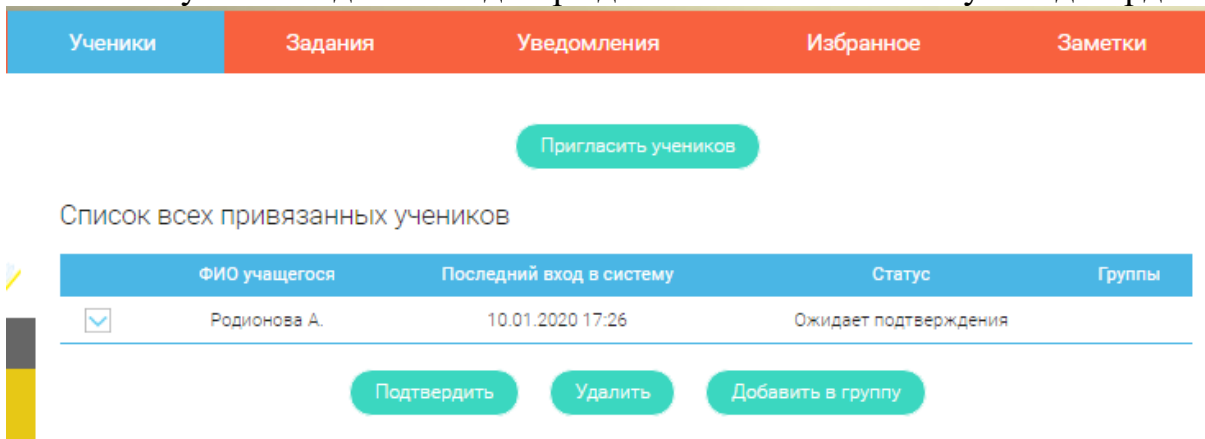 Ученики Задания Уведомления Избранное Заметки
Пригласить учеников
Список всех привязанных учеников
ФИО учащегося Последний вход в систему Статус Группы
Родионова А. 10.01.2020 17:26 Ожидает подтверждения
Подтвердить Удалить Добавить в группу